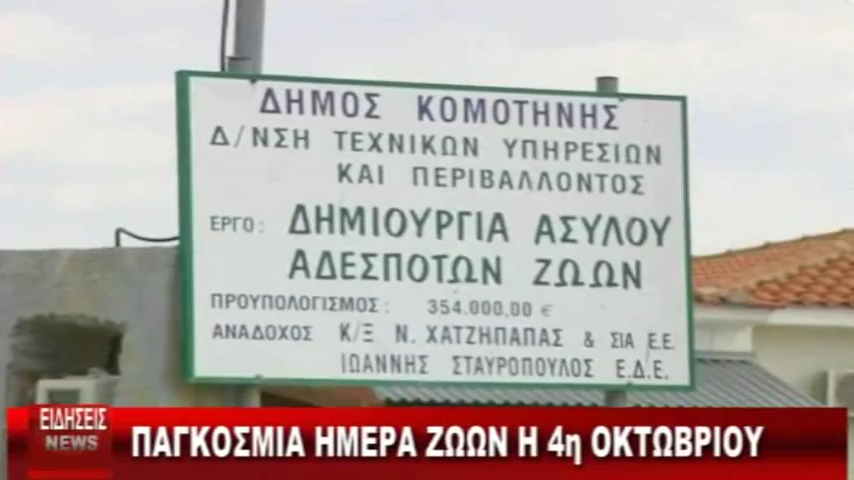 ΔΗΜΟΣ ΚΟΜΟΤΗΝΗΣ
Δ/ΝΣΗ ΤΕΧΝΙΚΩΝ ΥΠΗΡΕΣΙΩΝ
ΚΑΙ ΠΕΡΙΒΑΛΛΟΝΤΟΣ
ΕΡΓΟ: ΔΗΜΙΟΥΡΓΙΑ ΑΣΥΛΟΥ
ΑΔΕΣΠΟΤΩΝ ΖΩΩΝ
ΠΡΟΥΠΟΛΟΓΙΣΜΟΣ: 354.000,00 €
ΑΝΑΔΟΧΟΣ Κ/Ξ Ν. ΧΑΤΖΗΠΑΠΑΣ & ΣΙΑ Ε.Ε.
ΙΩΑΝΝΗΣ ΣΤΑΥΡΟΠΟΥΛΟΣ Ε.Δ.Ε.
ΕΙΔΗΣΕΙΣ
NEWS
ΠΑΓΚΟΣΜΙΑ ΗΜΕΡΑ ΖΩΩΝ Η 4η ΟΚΤΩΒΡΙΟΥ